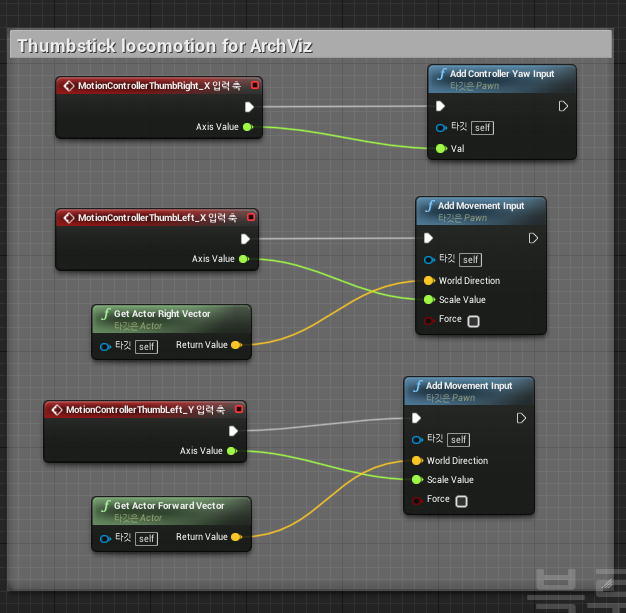 Thumbstick locomotion for ArchViz
MotionControllerThumbRight_X 입력 축
Axis Value
Add Controller Yaw Input
타깃은 Pawn
타깃 self
Val
MotionControllerThumbLeft_X 입력 축
Axis Value
Get Actor Right Vector
타깃은 Actor
타깃 self
Return Value
Add Movement Input
타깃은 Pawn
타깃 self
World Direction
Scale Value
Force
MotionControllerThumbLeft_Y 입력 축
Axis Value
Get Actor Forward Vector
타깃은 Actor
타깃 self
Return Value
Add Movement Input
타깃은 Pawn
타깃 self
World Direction
Scale Value
Force